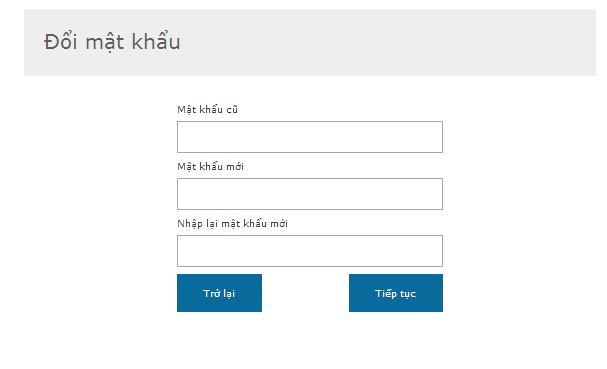 Đổi mật khẩu
Mật khẩu cũ
Mật khẩu mới
Nhập lại mật khẩu mới
Trở lại
Tiếp tục